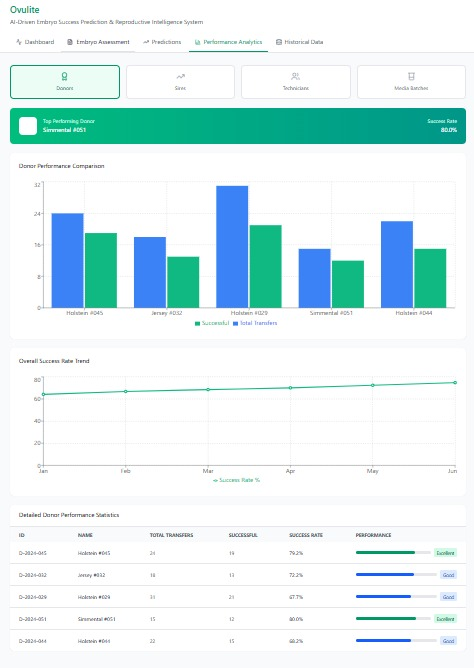 Ovulite
AI-Driven Embryo Success Prediction & Reproductive Intelligence System
Dashboard Embryo Assessment Predictions Performance Analytics Historical Data
Donors Sires Technicians Media Batches
Top Performing Donor Success Rate
Simmental #051 80.0%
Donor Performance Comparison
32
24
16
8
0
Holstein #045 Jersey #032 Holstein #029 Simmental #051 Holstein #044
Successful Total Transfers
Overall Success Rate Trend
80
60
40
20
0
Jan Feb Mar Apr May Jun
Success Rate %
Detailed Donor Performance Statistics
ID NAME TOTAL TRANSFERS SUCCESSFUL SUCCESS RATE PERFORMANCE
D-2024-045 Holstein #045 24 19 79.2% Excellent
D-2024-032 Jersey #032 18 13 72.2% Good
D-2024-029 Holstein #029 31 21 67.7% Good
D-2024-051 Simmental #051 15 12 80.0% Excellent
D-2024-044 Holstein #044 22 15 68.2% Good